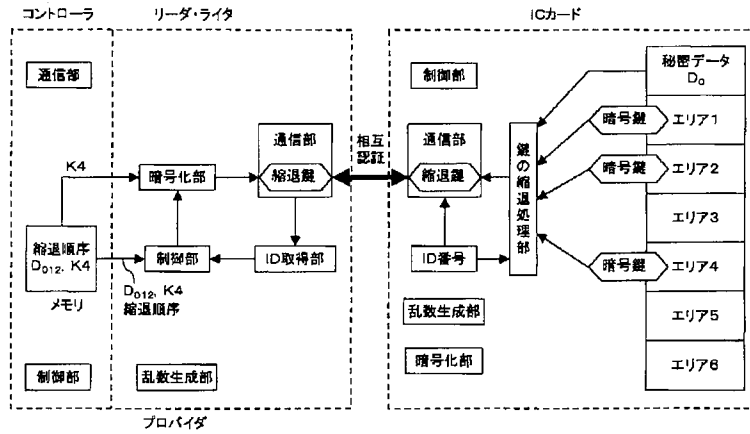 コントローラ
リーダ・ライタ
ICカード
通信部
K4
暗号化部
通信部
縮退鍵
相互
認証
縮退順序
D012、K4
メモリ
制御部
ID取得部
D012、K4
縮退順序
制御部
乱数生成部
プロバイダ
制御部
通信部
縮退鍵
ID番号
乱数生成部
暗号化部
鍵の縮退処理部
秘密データ
D0
暗号鍵
エリア1
暗号鍵
エリア2
エリア3
暗号鍵
エリア4
エリア5
エリア6